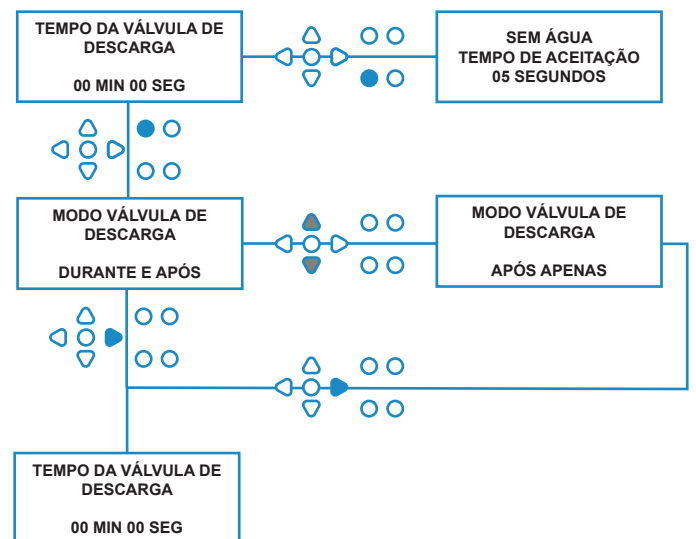 TEMPO DA VÁLVULA DE
DESCARGA
00 MIN 00 SEG
SEM ÁGUA
TEMPO DE ACEITAÇÃO
05 SEGUNDOS
MODO VÁLVULA DE
DESCARGA
DURANTE E APÓS
MODO VÁLVULA DE
DESCARGA
APÓS APENAS
TEMPO DA VÁLVULA DE
DESCARGA
00 MIN 00 SEG